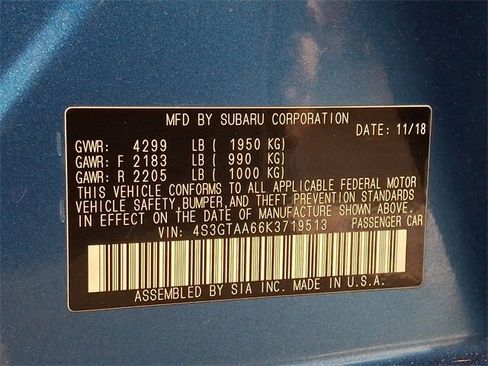 MFD BY SUBARU CORPORATION
DATE: 11/18
GVWR: 4299 LB ( 1950 KG)
GAWR: F 2183 LB ( 990 KG)
GAWR: R 2205 LB ( 1000 KG)
THIS VEHICLE CONFORMS TO ALL APPLICABLE FEDERAL MOTOR
VEHICLE SAFETY, BUMPER, AND THEFT PREVENTION STANDARDS
IN EFFECT ON THE DATE OF MANUFACTURE SHOWN ABOVE.
VIN: 4S3GTAA66K3719513 PASSENGER CAR
ASSEMBLED BY SIA INC. MADE IN U.S.A.